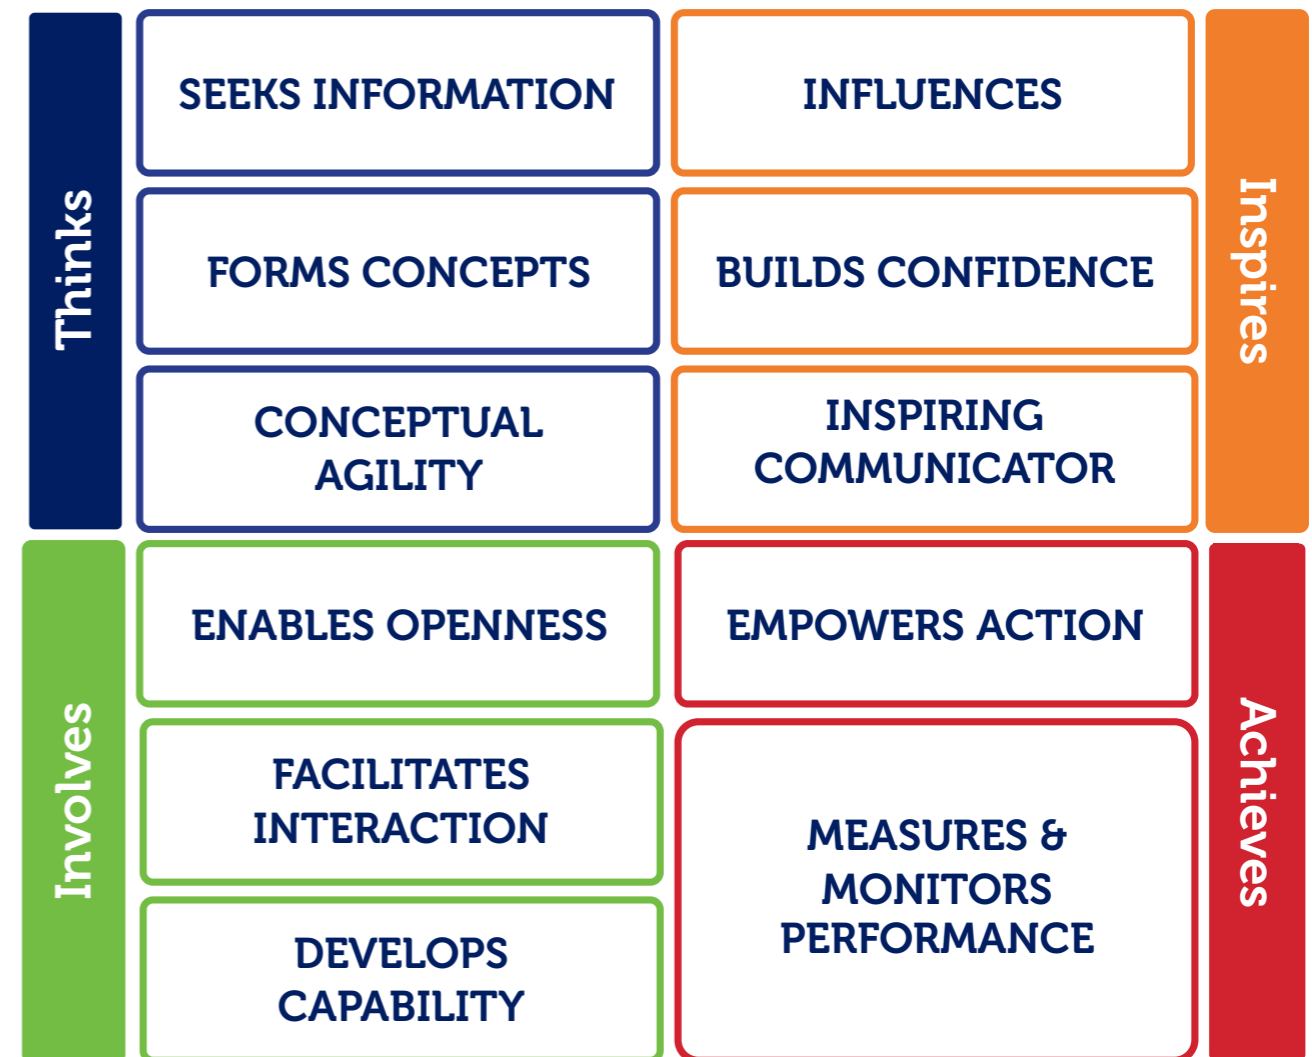 Thinks
SEEKS INFORMATION
FORMS CONCEPTS
CONCEPTUAL
AGILITY
INFLUENCES
BUILDS CONFIDENCE
INSPIRING
COMMUNICATOR
Inspires
Involves
ENABLES OPENNESS
FACILITATES
INTERACTION
DEVELOPS
CAPABILITY
EMPOWERS ACTION
MEASURES &
MONITORS
PERFORMANCE
Achieves